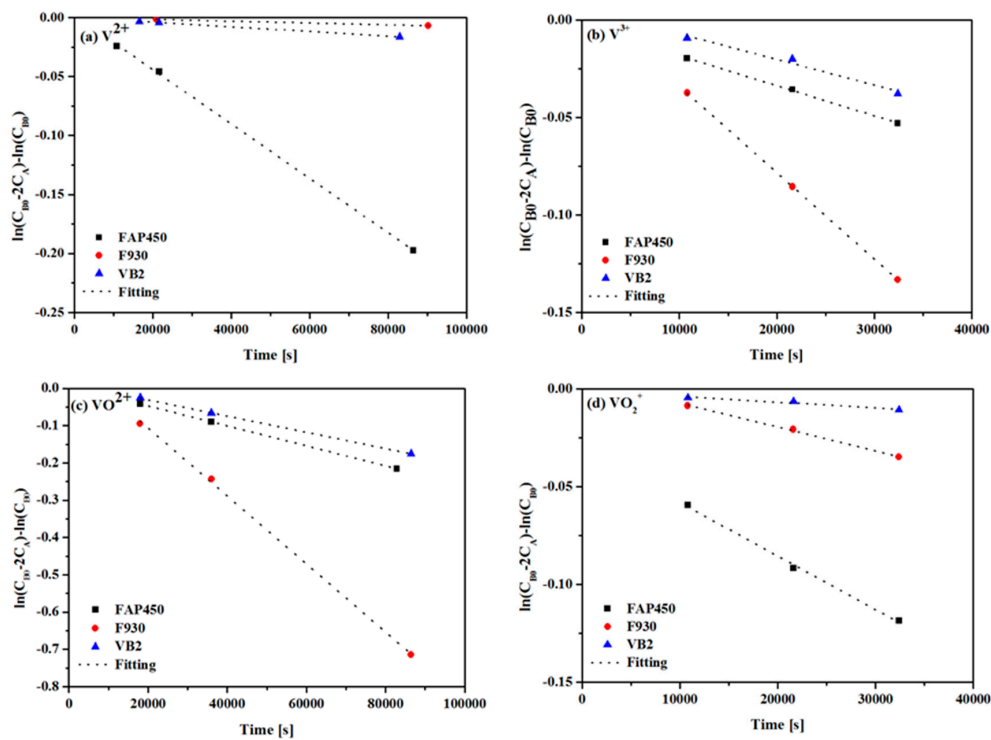 (a) V2+
ln(CB0-2CA)-ln(CB0)
0.00
-0.05
-0.10
-0.15
-0.20
-0.25
FAP450
F930
VB2
Fitting
0 20000 40000 60000 80000 100000
Time [s]
(b) V3+
ln(CB0-2CA)-ln(CB0)
0.00
-0.05
-0.10
-0.15
FAP450
F930
VB2
Fitting
0 10000 20000 30000 40000
Time [s]
(c) VO2+
ln(CB0-2CA)-ln(CB0)
0.0
-0.1
-0.2
-0.3
-0.4
-0.5
-0.6
-0.7
-0.8
FAP450
F930
VB2
Fitting
0 20000 40000 60000 80000 100000
Time [s]
(d) VO2+
ln(CB0-2CA)-ln(CB0)
0.00
-0.05
-0.10
-0.15
FAP450
F930
VB2
Fitting
0 10000 20000 30000 40000
Time [s]